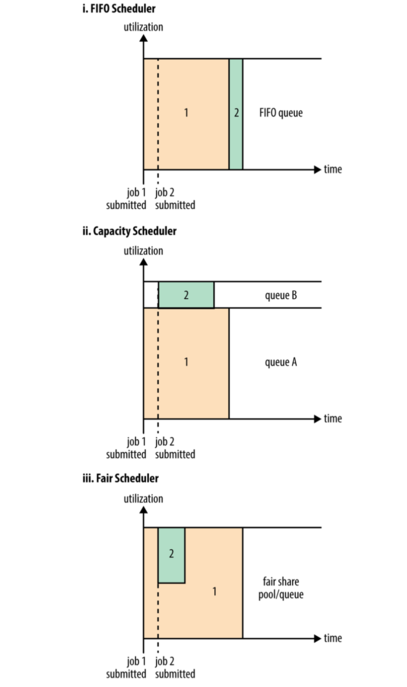 i. FIFO Scheduler
utilization
1
2
FIFO queue
time
job 1 job 2
submitted submitted
ii. Capacity Scheduler
utilization
2
queue B
1
queue A
time
job 1 job 2
submitted submitted
iii. Fair Scheduler
utilization
2
1
fair share
pool/queue
time
job 1 job 2
submitted submitted